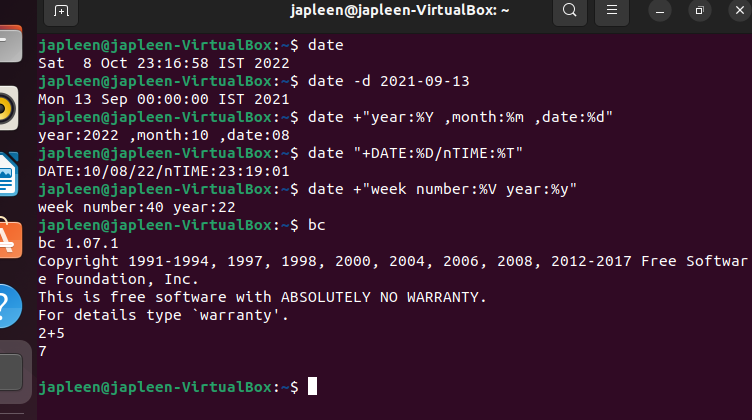 japleen@japleen-VirtualBox: ~
japleen@japleen-VirtualBox:~$ date
Sat  8 Oct 23:16:58 IST 2022
japleen@japleen-VirtualBox:~$ date -d 2021-09-13
Mon 13 Sep 00:00:00 IST 2021
japleen@japleen-VirtualBox:~$ date +"year:%Y ,month:%m ,date:%d"
year:2022 ,month:10 ,date:08
japleen@japleen-VirtualBox:~$ date "+DATE:%D/nTIME:%T"
DATE:10/08/22/nTIME:23:19:01
japleen@japleen-VirtualBox:~$ date +"week number:%V year:%y"
week number:40 year:22
japleen@japleen-VirtualBox:~$ bc
bc 1.07.1
Copyright 1991-1994, 1997, 1998, 2000, 2004, 2006, 2008, 2012-2017 Free Softwar
e Foundation, Inc.
This is free software with ABSOLUTELY NO WARRANTY.
For details type `warranty'.
2+5
7
japleen@japleen-VirtualBox:~$